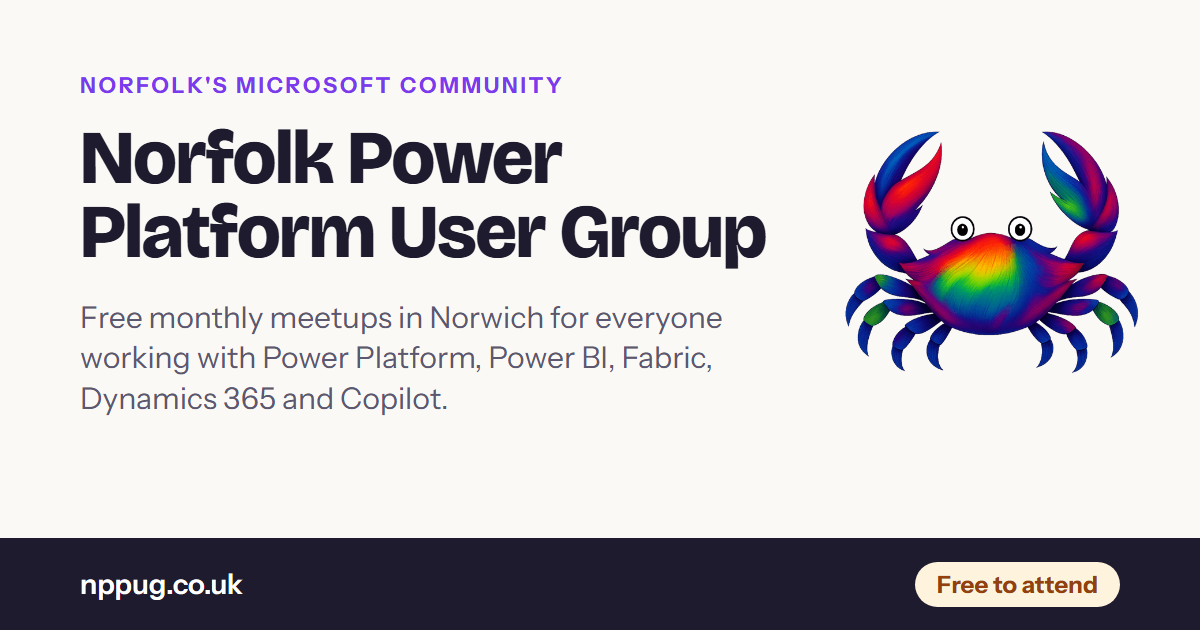 NORFOLK'S MICROSOFT COMMUNITY
Norfolk Power
Platform User Group
Free monthly meetups in Norwich for everyone
working with Power Platform, Power BI, Fabric,
Dynamics 365 and Copilot.
nppug.co.uk
Free to attend